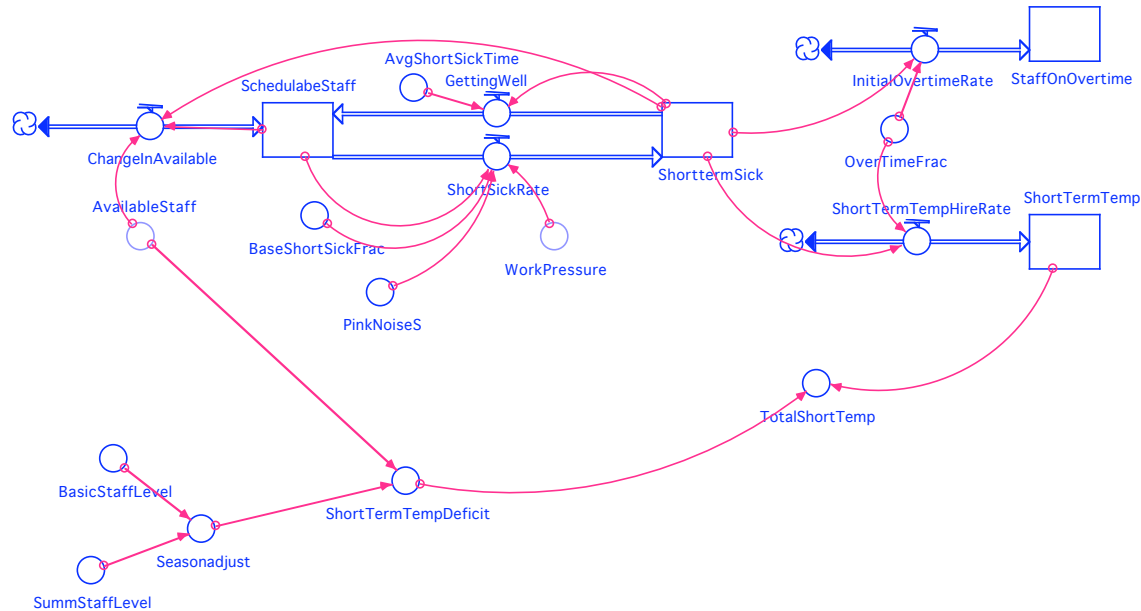 AvgShortSickTime
GettingWell
InitialOvertimeRate
StaffOnOvertime
SchedulabeStaff
ChangeInAvailable
OverTimeFrac
ShorttermSick
ShortSickRate
AvailableStaff
ShortTermTempHireRate
ShortTermTemp
BaseShortSickFrac
WorkPressure
PinkNoiseS
TotalShortTemp
BasicStaffLevel
ShortTermTempDeficit
Seasonadjust
SummStaffLevel